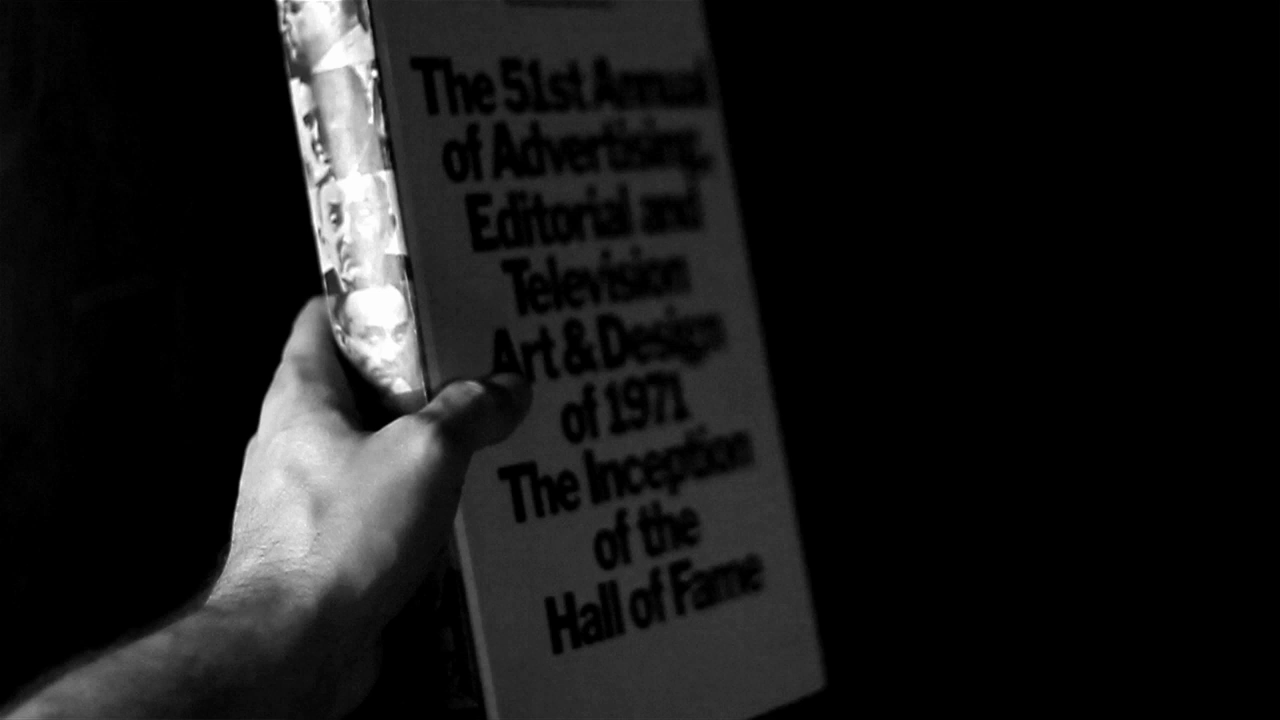 The 51st Annual
of Advertising,
Editorial and
Television
Art & Design
of 1971
The Inception
of the
Hall of Fame